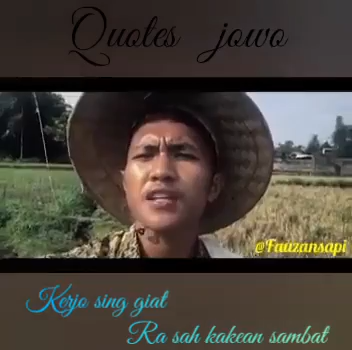 Quotes jowo
@Fauzansapi
Kerjo sing giat
Ra sah kakean sambat